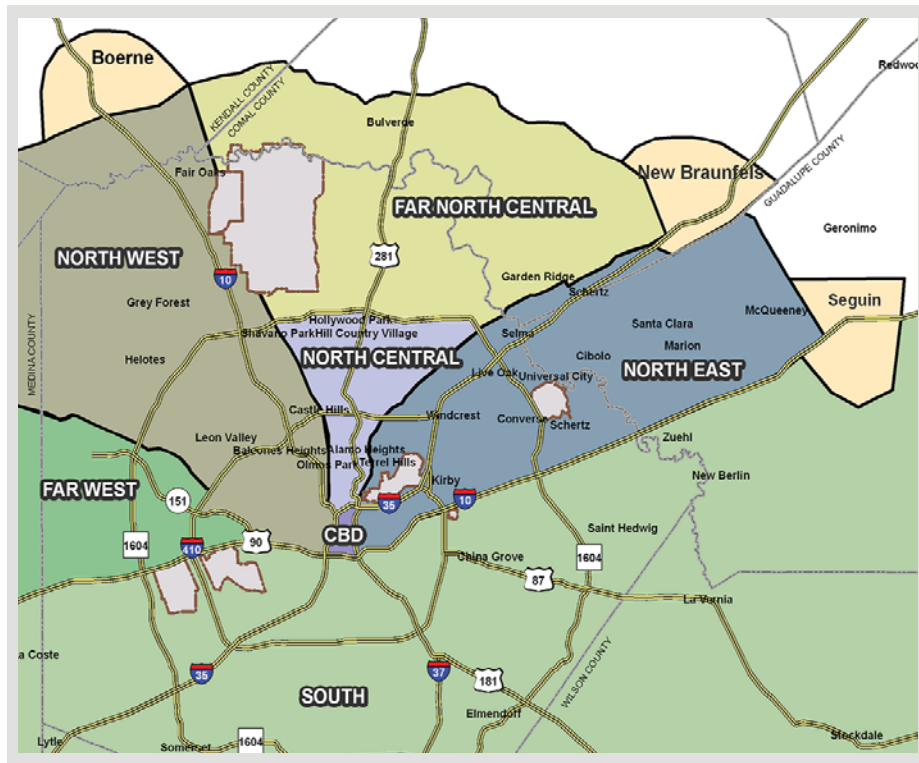 Boerne
Redwoo
KENDALL COUNTY
COMAL COUNTY
Bulverde
GUADALUPE COUNTY
Fair Oaks
New Braunfels
FAR NORTH CENTRAL
Geronimo
NORTH WEST
281
10
Garden Ridge
Schertz
Grey Forest
Seguin
McQueeney
Hollywood Park
Santa Clara
Shavano Park
Hill Country Village
Selma
Marion
MEDINA COUNTY
Helotes
NORTH CENTRAL
Cibolo
NORTH EAST
Live Oak
Universal City
Castle Hills
Windcrest
Converse
Schertz
Leon Valley
Zuehl
Balcones Heights
Alamo Heights
Olmos Park
Terrel Hills
New Berlin
Kirby
FAR WEST
151
35
10
Saint Hedwig
CBD
90
1604
410
China Grove
1604
87
La Vernia
a Coste
35
37
181
WILSON COUNTY
SOUTH
Elmendorf
Stockdale
Lytle
Somerset
1604